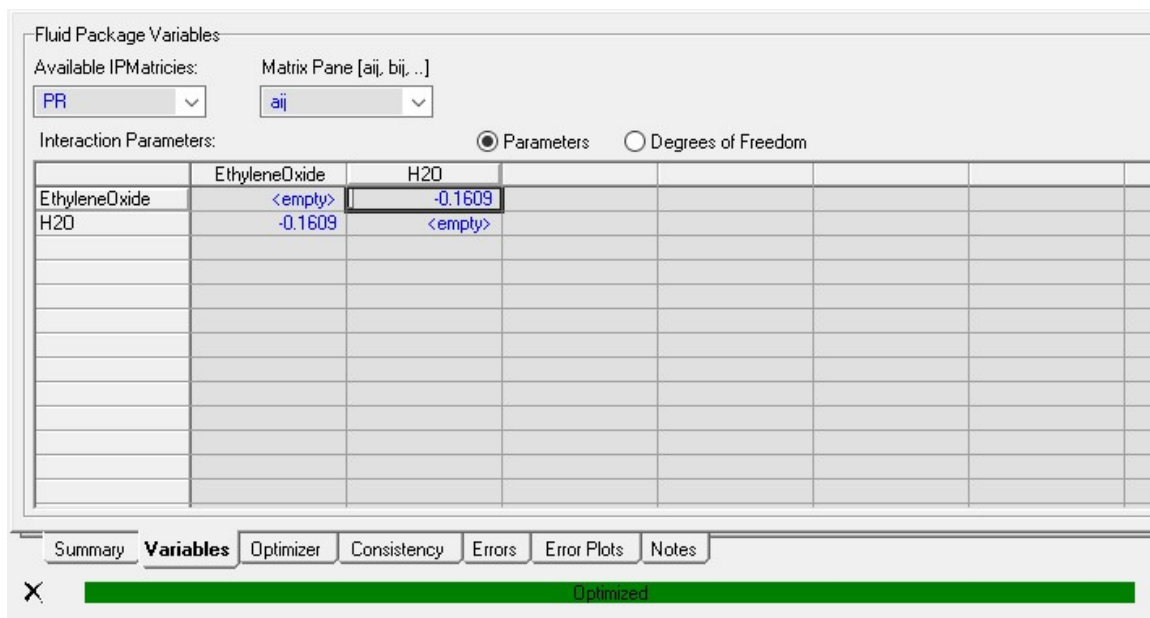 Fluid Package Variables
Available IPMatricies: Matrix Pane [aij, bij, ..]
PR aij
Interaction Parameters: Parameters Degrees of Freedom
EthyleneOxide H2O
EthyleneOxide <empty> -0.1609
H2O -0.1609 <empty>
Summary Variables Optimizer Consistency Errors Error Plots Notes
Optimized